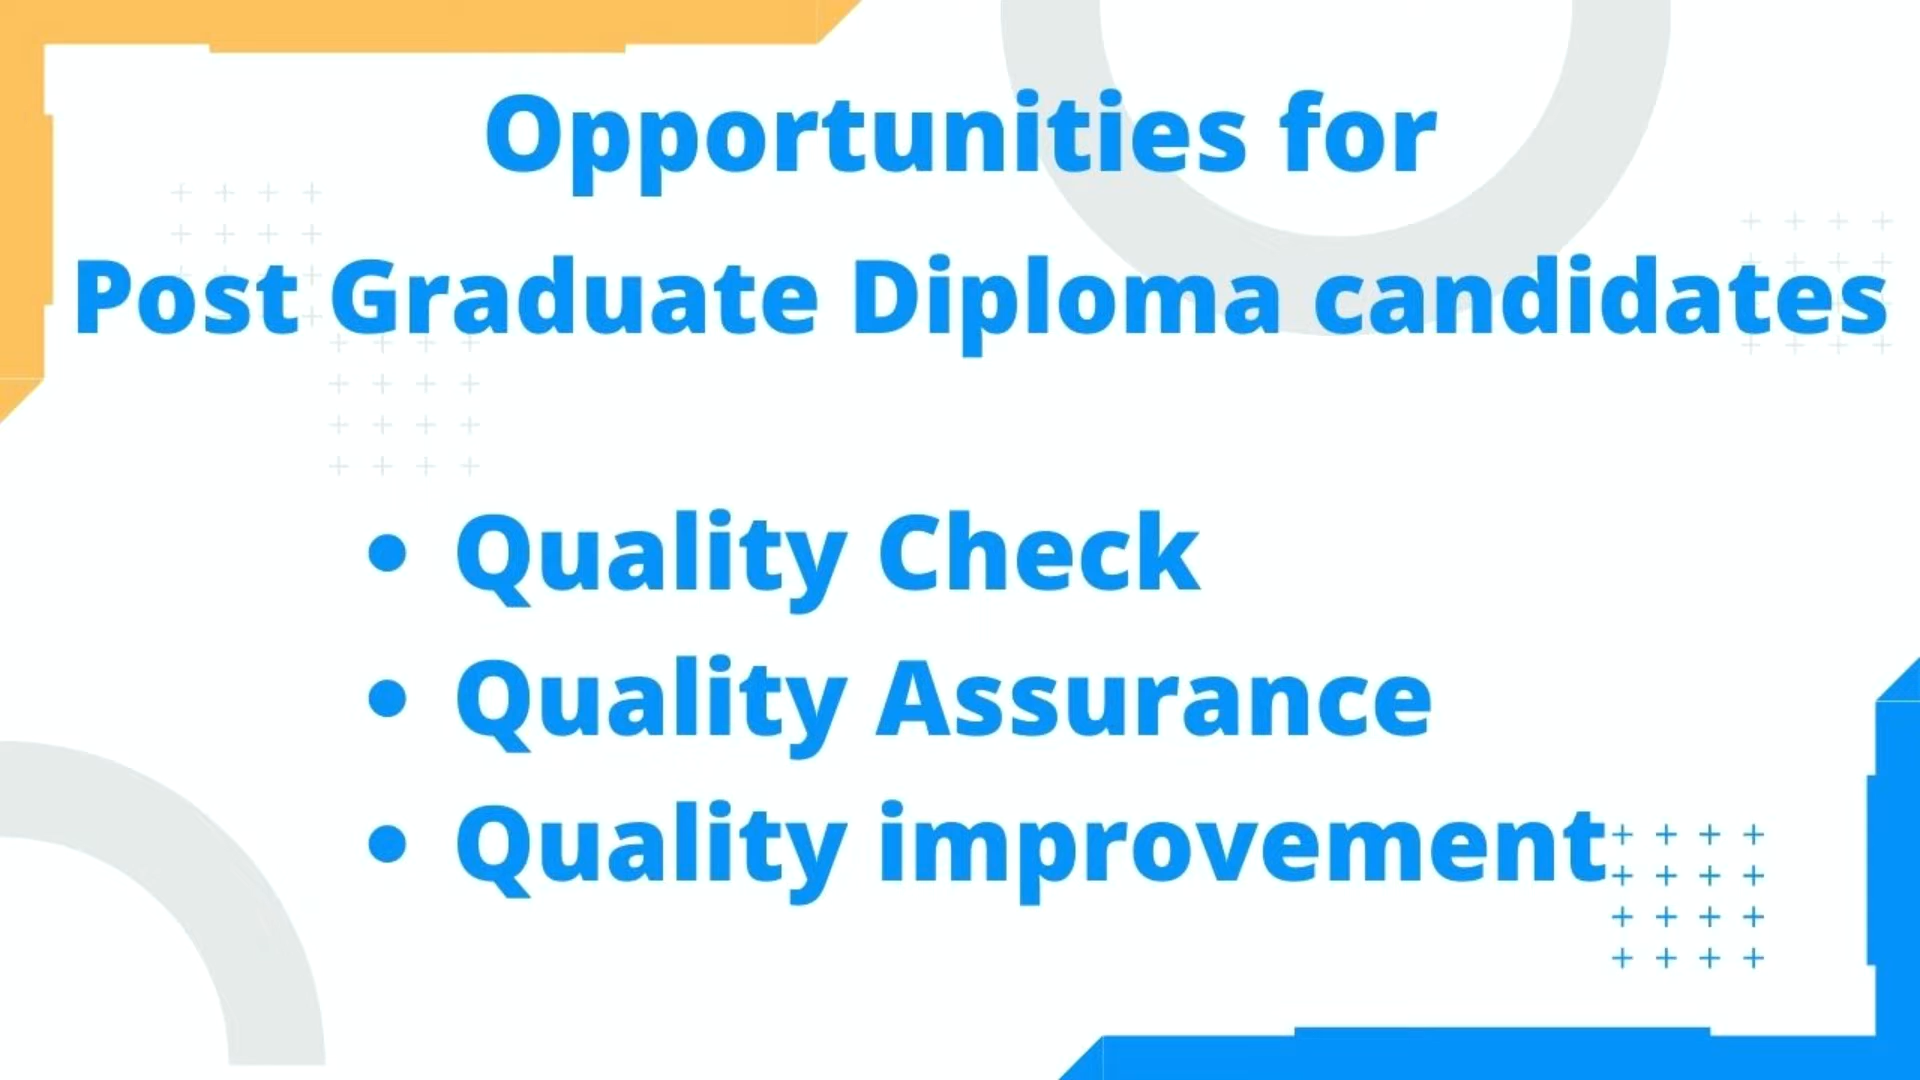 Opportunities for
Post Graduate Diploma candidates
• Quality Check
• Quality Assurance
• Quality improvement